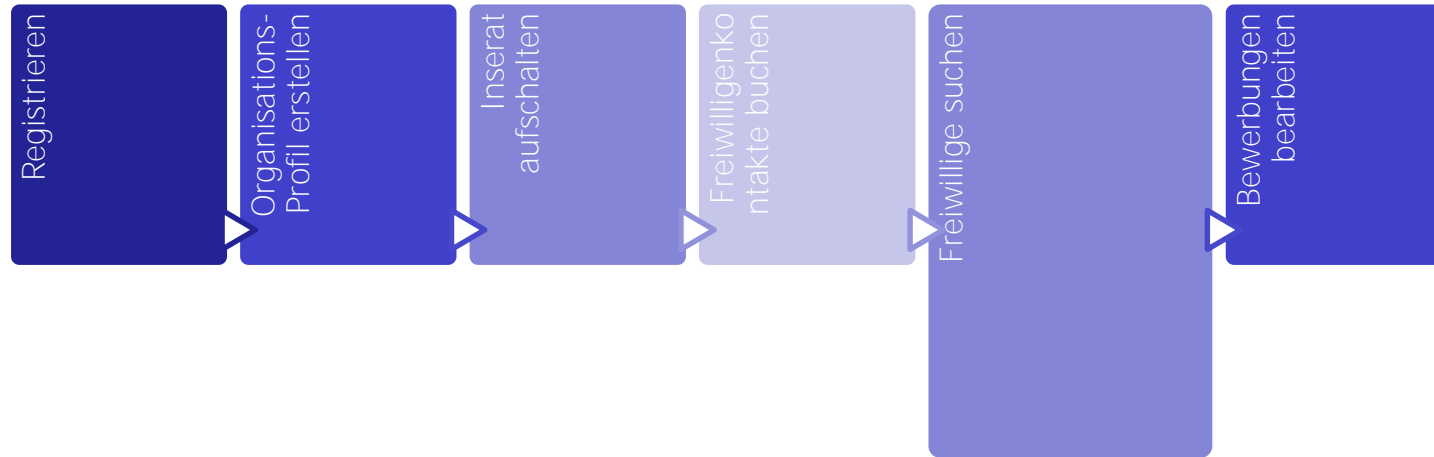 Registrieren
Organisations-
Profil erstellen
Inserat
aufschalten
Freiwilligenko
ntakte buchen
Freiwillige suchen
Bewerbungen
bearbeiten